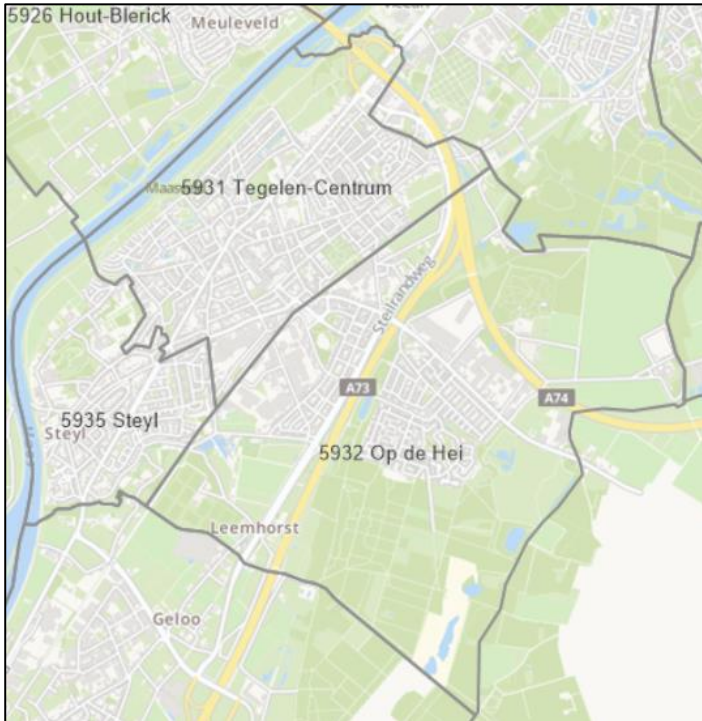 5926 Hout-Blerick
Meuleveld
5931 Tegelen-Centrum
Steilrandweg
A73
A74
5935 Steyl
Steyl
5932 Op de Hei
Leemhorst
Geloo